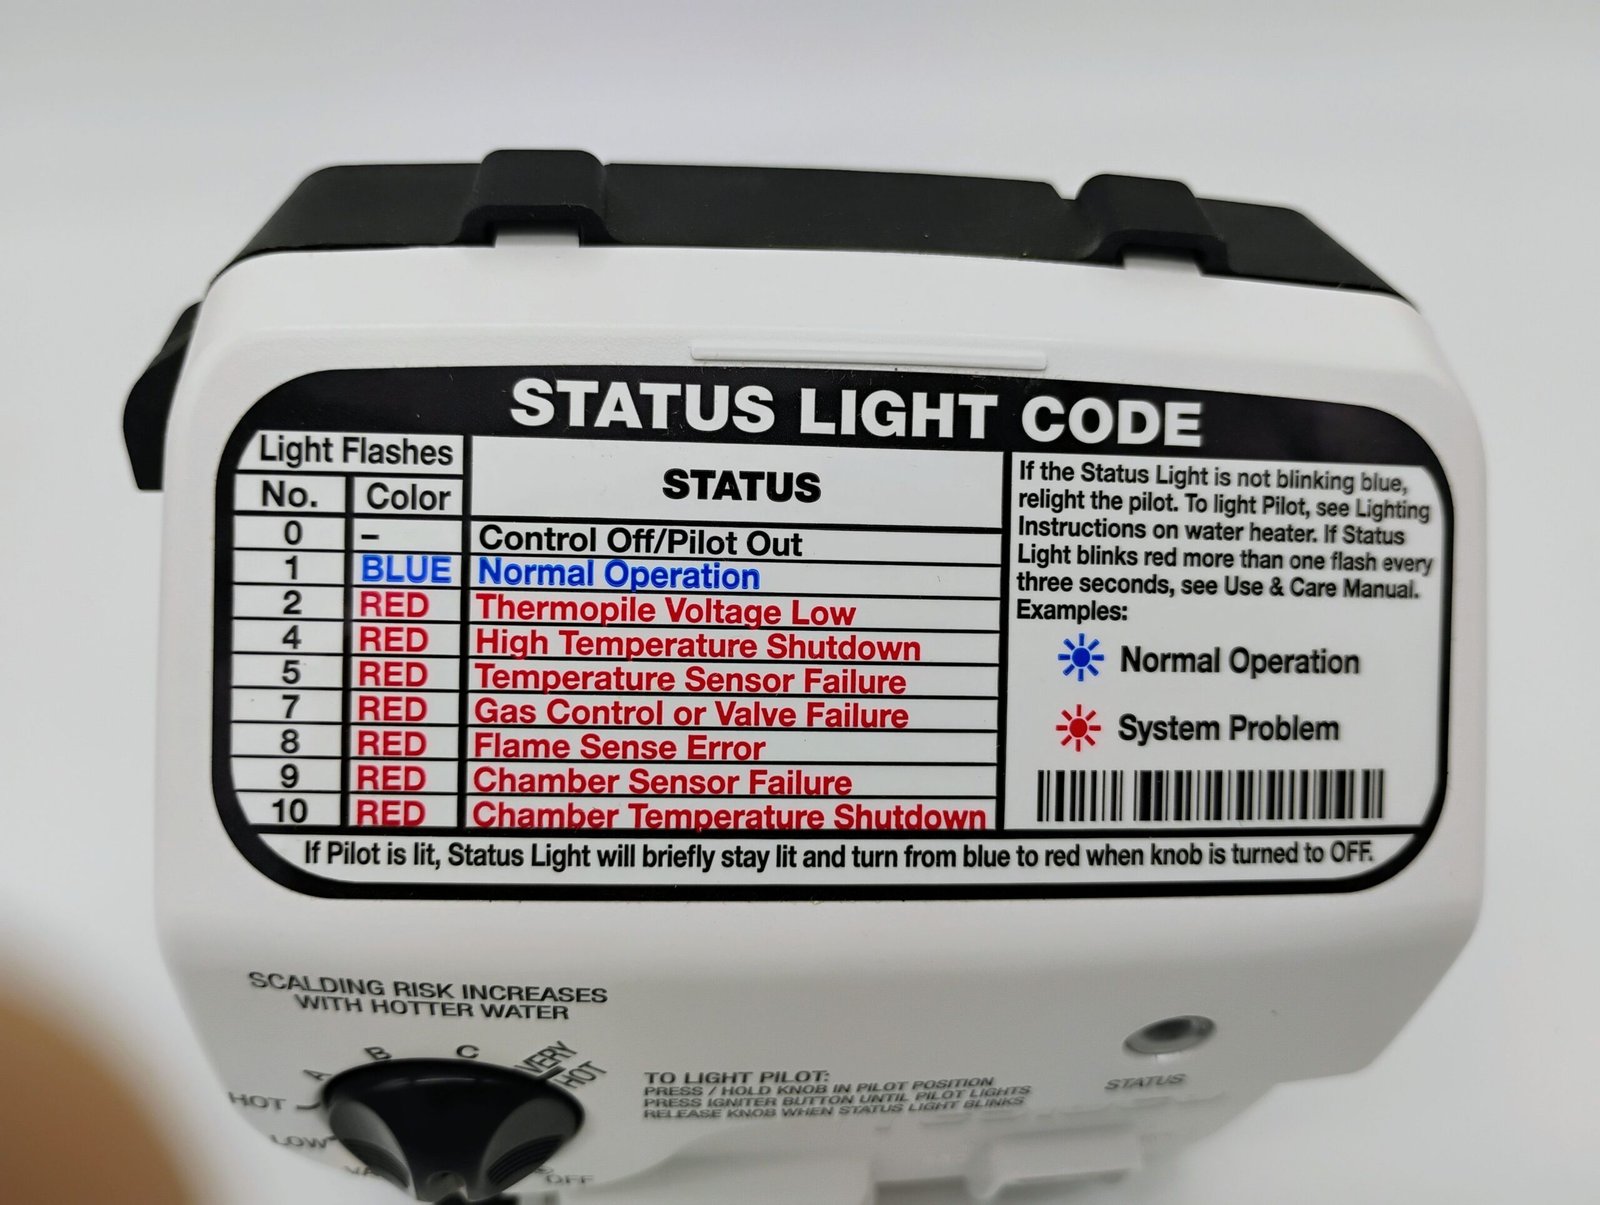 STATUS LIGHT CODE
Light Flashes
No. Color STATUS
0 – Control Off/Pilot Out
1 BLUE Normal Operation
2 RED Thermopile Voltage Low
4 RED High Temperature Shutdown
5 RED Temperature Sensor Failure
7 RED Gas Control or Valve Failure
8 RED Flame Sense Error
9 RED Chamber Sensor Failure
10 RED Chamber Temperature Shutdown
If the Status Light is not blinking blue,
relight the pilot. To light Pilot, see Lighting
Instructions on water heater. If Status
Light blinks red more than one flash every
three seconds, see Use & Care Manual.
Examples:
Normal Operation
System Problem
If Pilot is lit, Status Light will briefly stay lit and turn from blue to red when knob is turned to OFF.
SCALDING RISK INCREASES
WITH HOTTER WATER
HOT A B C VERY HOT
LOW
OFF
TO LIGHT PILOT:
PRESS / HOLD KNOB IN PILOT POSITION
PRESS IGNITER BUTTON UNTIL PILOT LIGHTS
RELEASE KNOB WHEN STATUS LIGHT BLINKS
STATUS